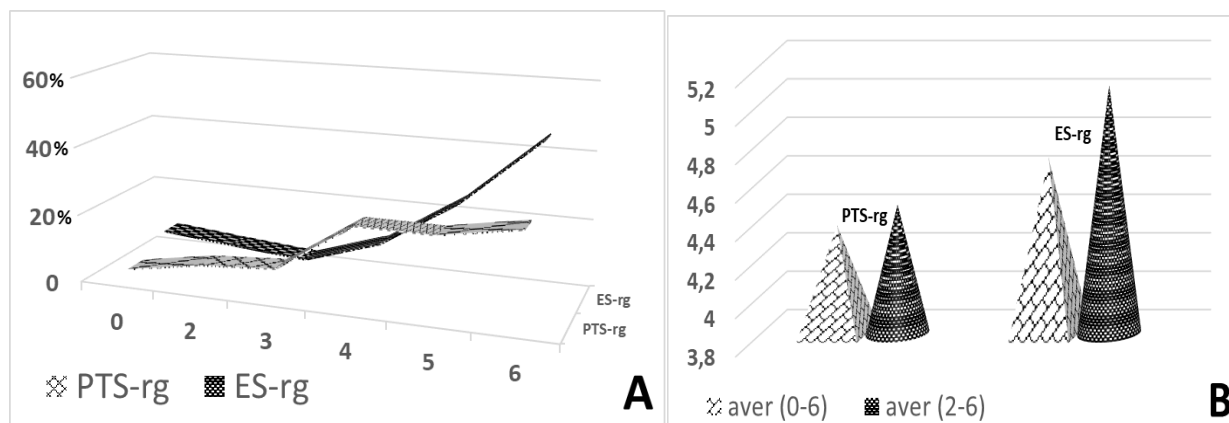 60%
40%
20%
0
0
2
3
4
5
6
ES-rg
PTS-rg
PTS-rg ES-rg
A
5,2
5
4,8
4,6
4,4
4,2
4
3,8
PTS-rg
ES-rg
aver (0-6) aver (2-6)
B